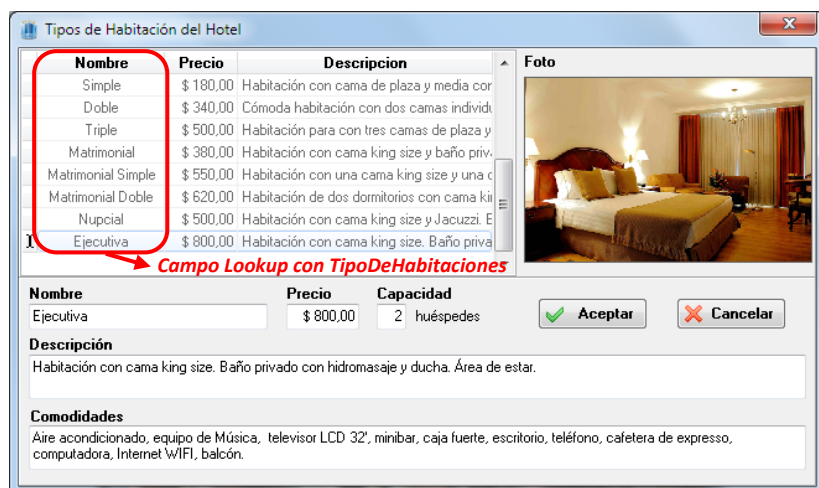 Tipos de Habitación del Hotel
Nombre Precio Descripcion Foto
Simple $ 180,00 Habitación con cama de plaza y media cor
Doble $ 340,00 Cómoda habitación con dos camas individu
Triple $ 500,00 Habitación para con tres camas de plaza y
Matrimonial $ 380,00 Habitación con cama king size y baño priv
Matrimonial Simple $ 550,00 Habitación con una cama king size y una c
Matrimonial Doble $ 620,00 Habitación de dos dormitorios con cama ki
Nupcial $ 500,00 Habitación con cama king size y Jacuzzi. E
Ejecutiva $ 800,00 Habitación con cama king size. Baño priva
Campo Lookup con TipoDeHabitaciones
Nombre Precio Capacidad
Ejecutiva $ 800,00 2 huéspedes Aceptar Cancelar
Descripción
Habitación con cama king size. Baño privado con hidromasaje y ducha. Área de estar.
Comodidades
Aire acondicionado, equipo de Música, televisor LCD 32', minibar, caja fuerte, escritorio, teléfono, cafetera de expresso,
computadora, Internet WIFI, balcón.